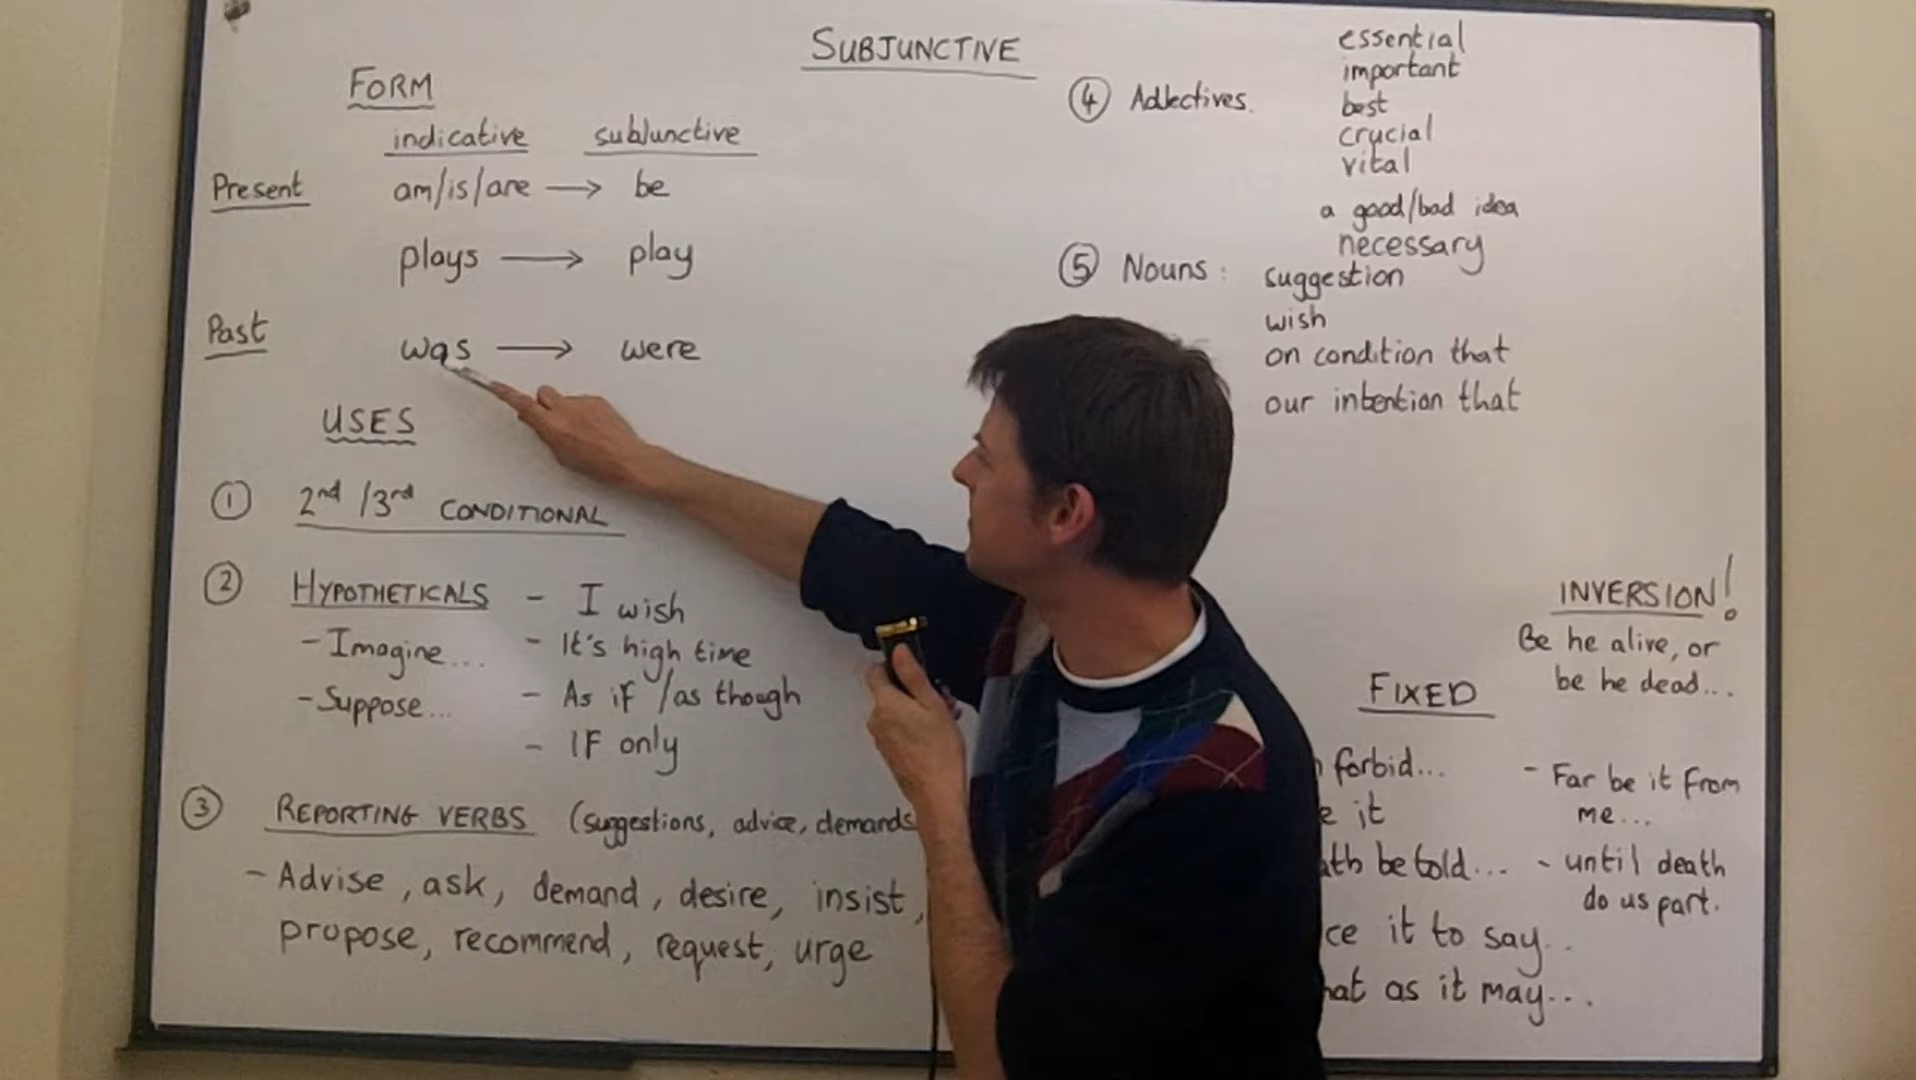 SUBJUNCTIVE
FORM
indicative subjunctive
Present am/is/are → be
plays → play
Past was → were
USES
① 2nd/3rd CONDITIONAL
② HYPOTHETICALS - I wish
- Imagine... - It's high time
- Suppose... - As if/as though
- IF only
③ REPORTING VERBS (suggestions, advice, demands
- Advise, ask, demand, desire, insist,
propose, recommend, request, urge
④ Adjectives.
essential
important
best
crucial
vital
a good/bad idea
necessary
⑤ Nouns: suggestion
wish
on condition that
our intention that
INVERSION!
Be he alive, or
be he dead...
FIXED
forbid...
it
be told...
it to say...
as it may...
- Far be it from
me...
- until death
do us part.